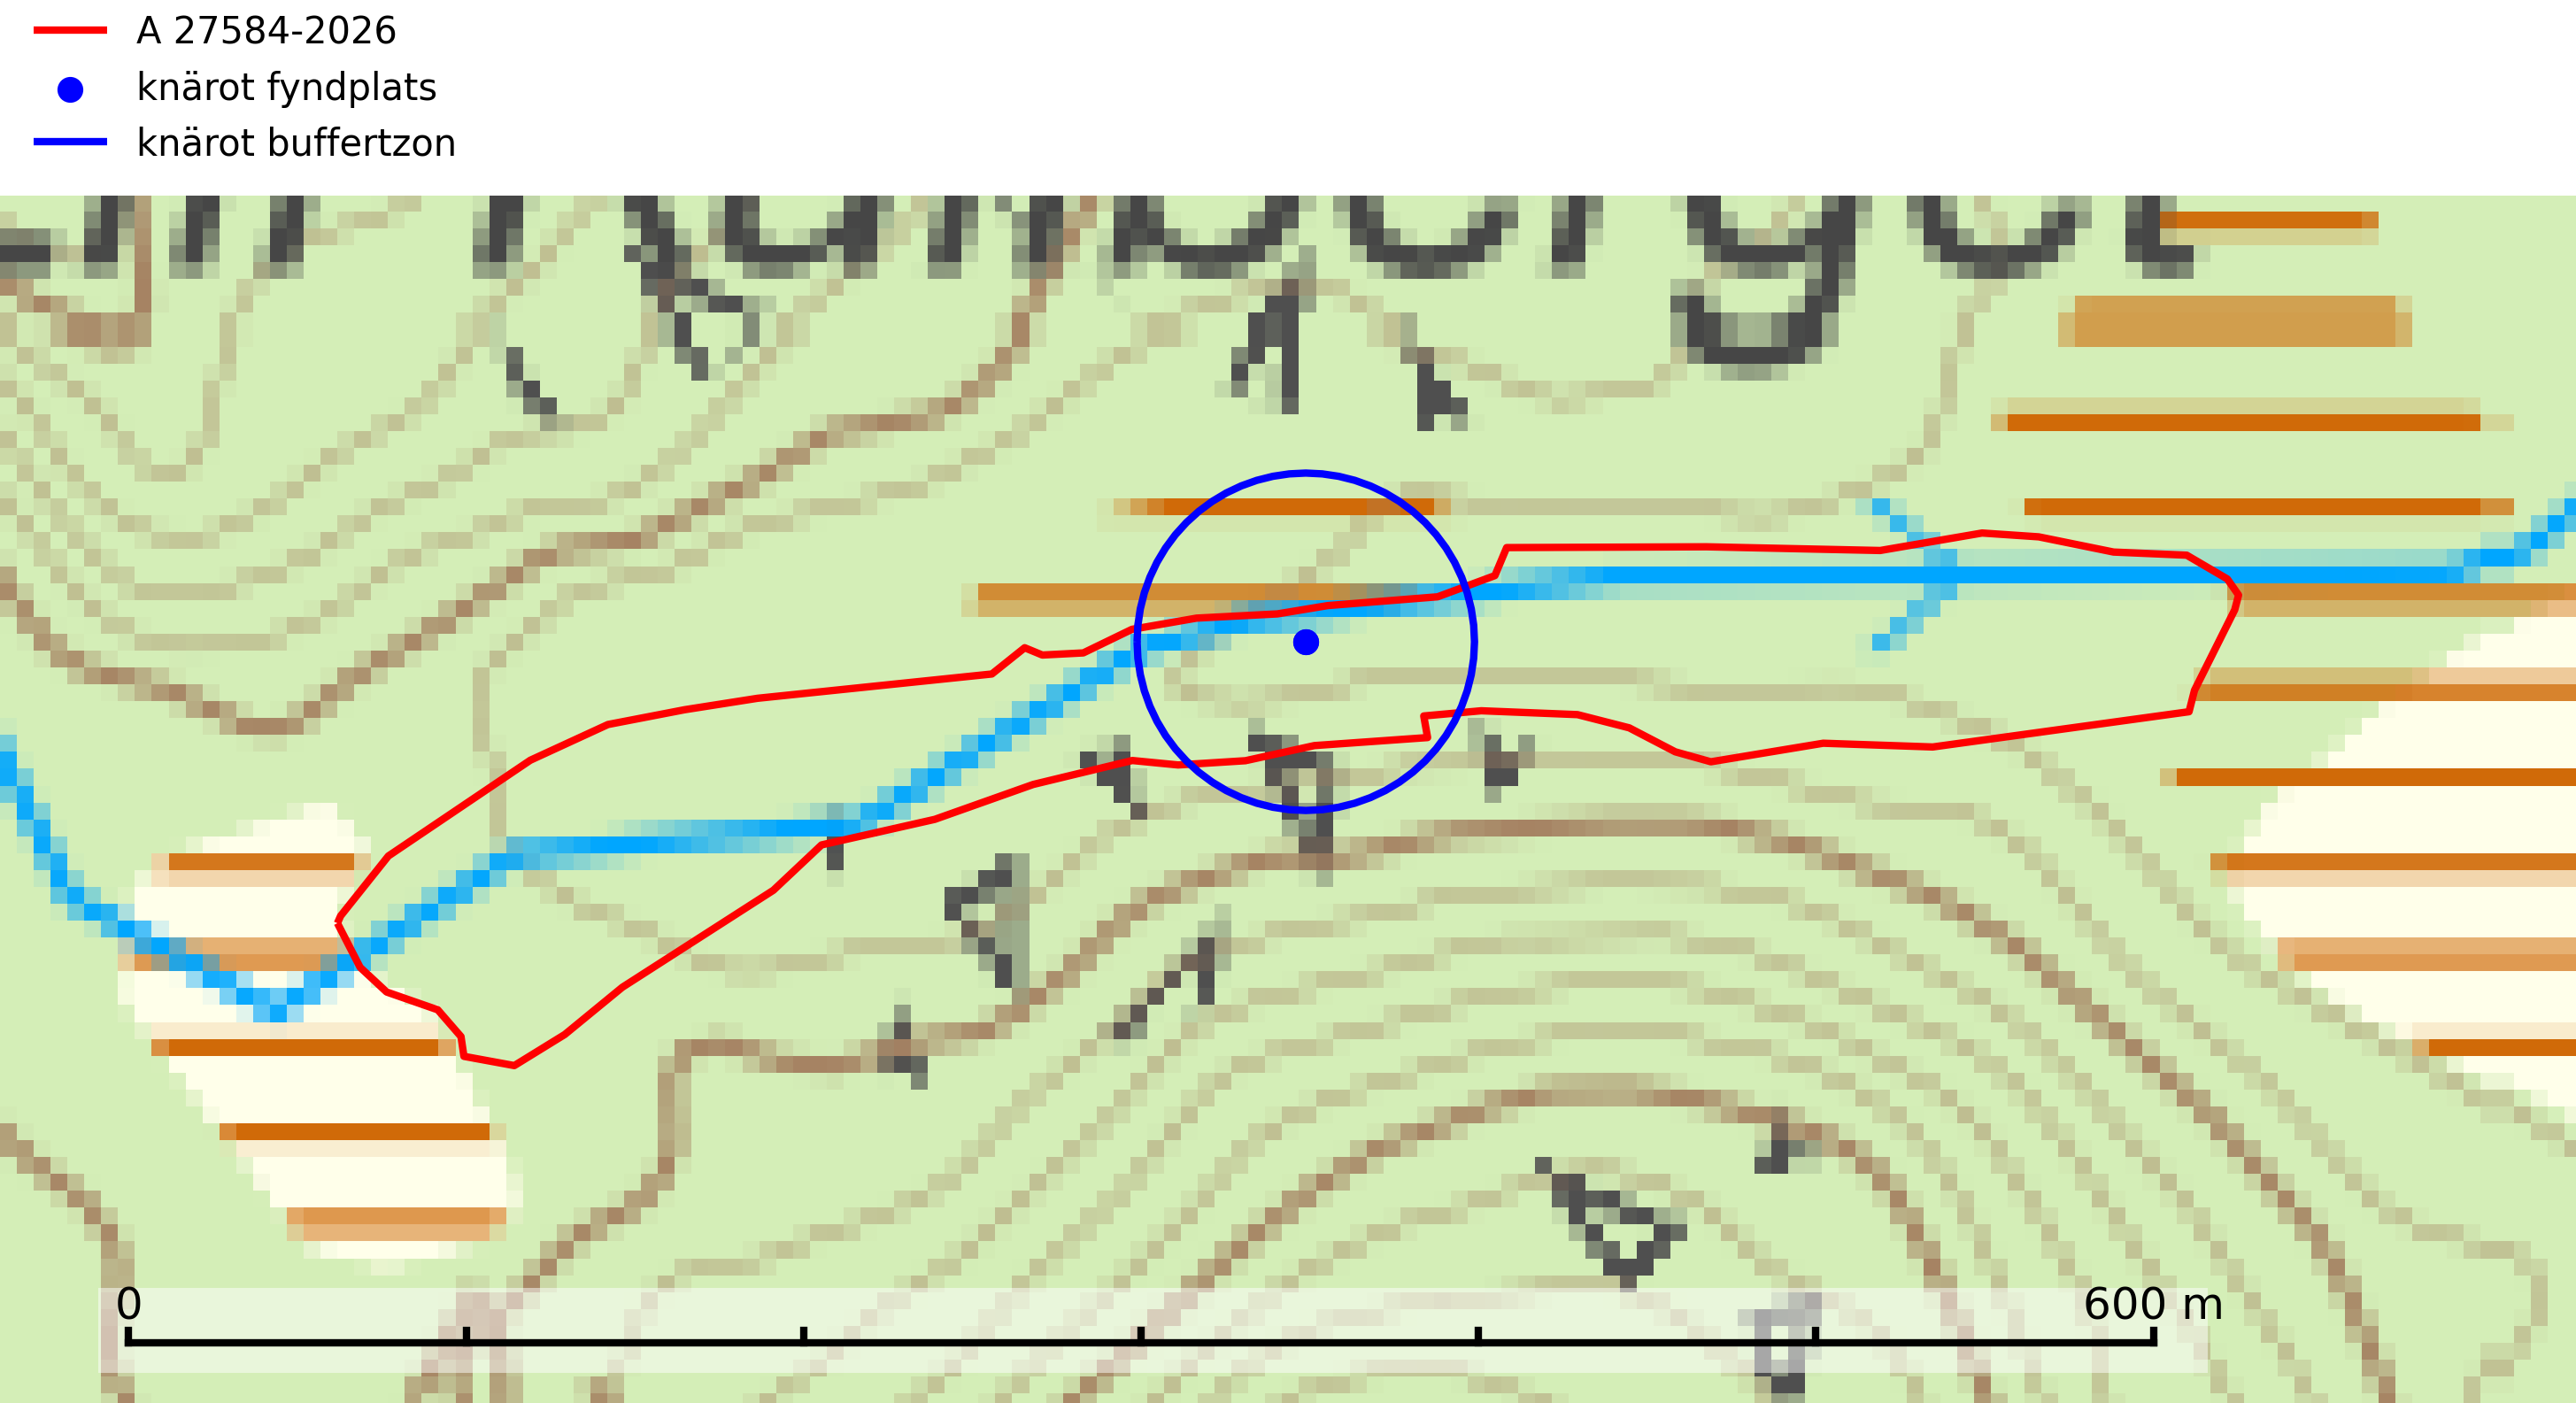 A 27584-2026
knärot fyndplats
knärot buffertzon
0
600 m